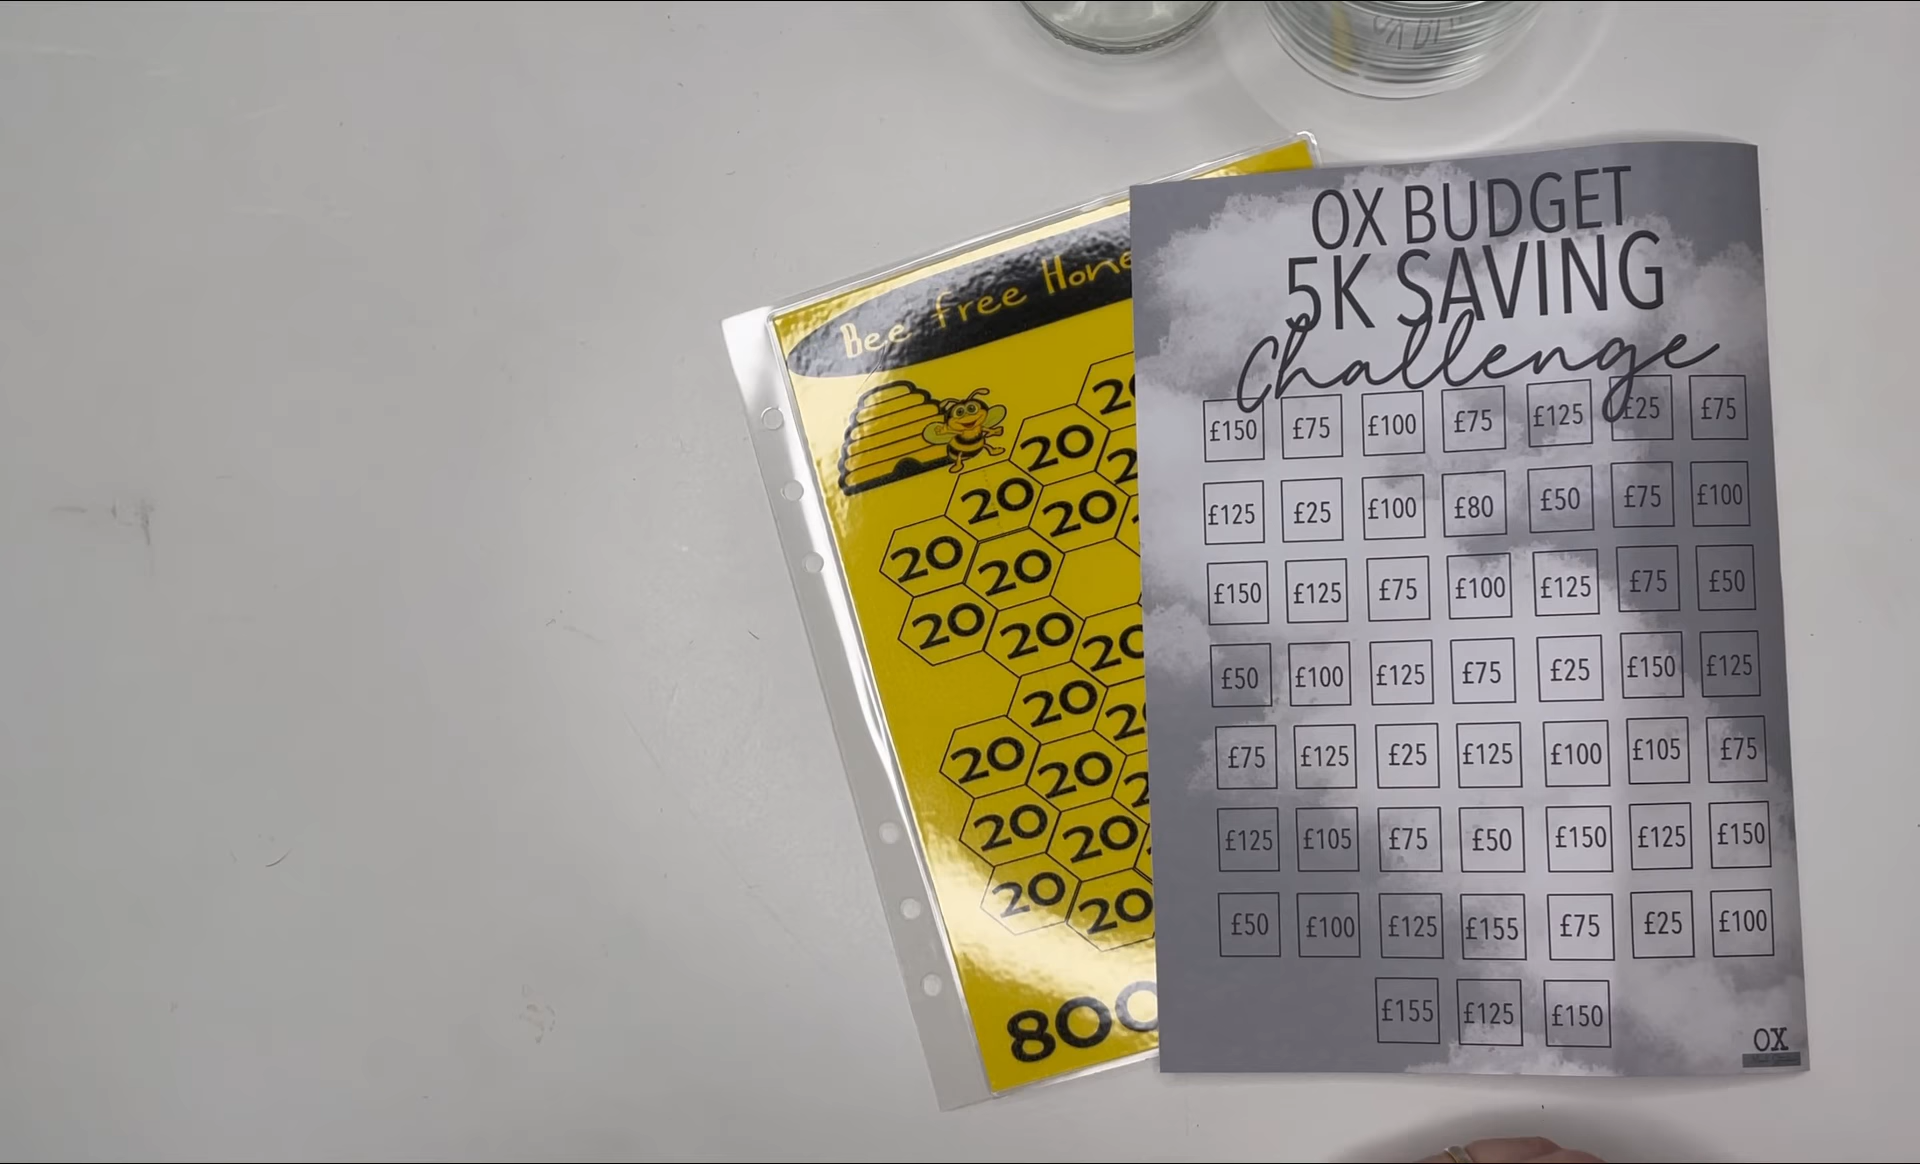 Bee free Hone
20
20
20 20
20 20
20 20 20
20
20 20
20 20
20 20
800
OX BUDGET
5K SAVING
Challenge
£150 £75 £100 £75 £125 £25 £75
£125 £25 £100 £80 £50 £75 £100
£150 £125 £75 £100 £125 £75 £50
£50 £100 £125 £75 £25 £150 £125
£75 £125 £25 £125 £100 £105 £75
£125 £105 £75 £50 £150 £125 £150
£50 £100 £125 £155 £75 £25 £100
£155 £125 £150
OX